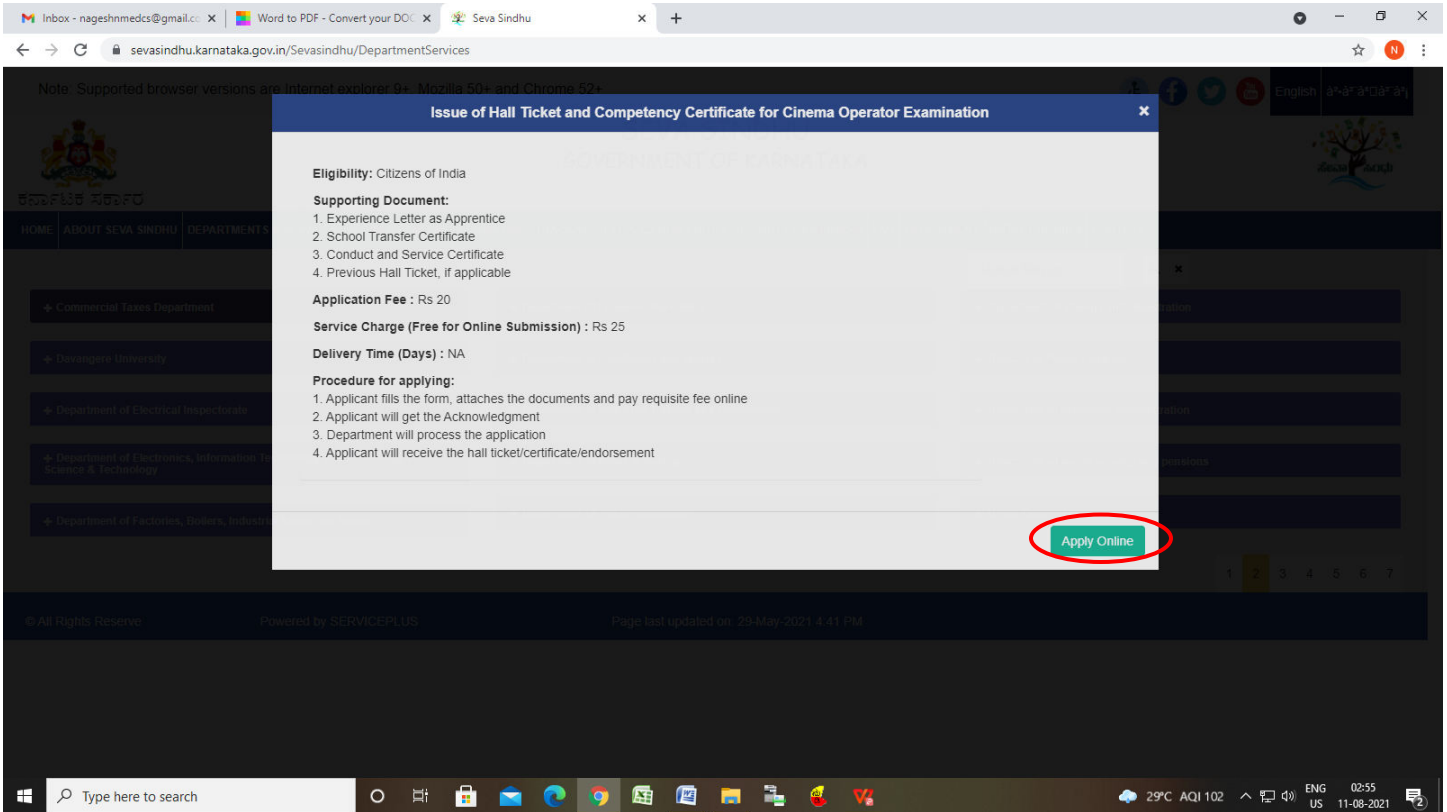 Inbox - nageshnmedcs@gmail.co
Word to PDF - Convert your DOC
Seva Sindhu
sevasindhu.karnataka.gov.in/Sevasindhu/DepartmentServices
N
Note: Supported browser versions are Internet explorer 9+, Mozilla 50+ and Chrome 52+
English
Issue of Hall Ticket and Competency Certificate for Cinema Operator Examination
GOVERNMENT OF KARNATAKA
ಕರ್ನಾಟಕ ಸರ್ಕಾರ
HOME ABOUT SEVA SINDHU DEPARTMENTS
Eligibility: Citizens of India
Supporting Document:
1. Experience Letter as Apprentice
2. School Transfer Certificate
3. Conduct and Service Certificate
4. Previous Hall Ticket, if applicable
Application Fee : Rs 20
Service Charge (Free for Online Submission) : Rs 25
Delivery Time (Days) : NA
Procedure for applying:
1. Applicant fills the form, attaches the documents and pay requisite fee online
2. Applicant will get the Acknowledgment
3. Department will process the application
4. Applicant will receive the hall ticket/certificate/endorsement
Apply Online
+ Commercial Taxes Department
+ Davangere University
+ Department of Electrical Inspectorate
+ Department of Electronics, Information
Science & Technology
pensions
+ Department of Factories, Boilers,
1 2 3 4 5 6 7
© All Rights Reserve
Powered by SERVICEPLUS
Page last updated on: 29-May-2021 4:41 PM
Type here to search
29°C AQI 102
ENG
US
02:55
11-08-2021
2